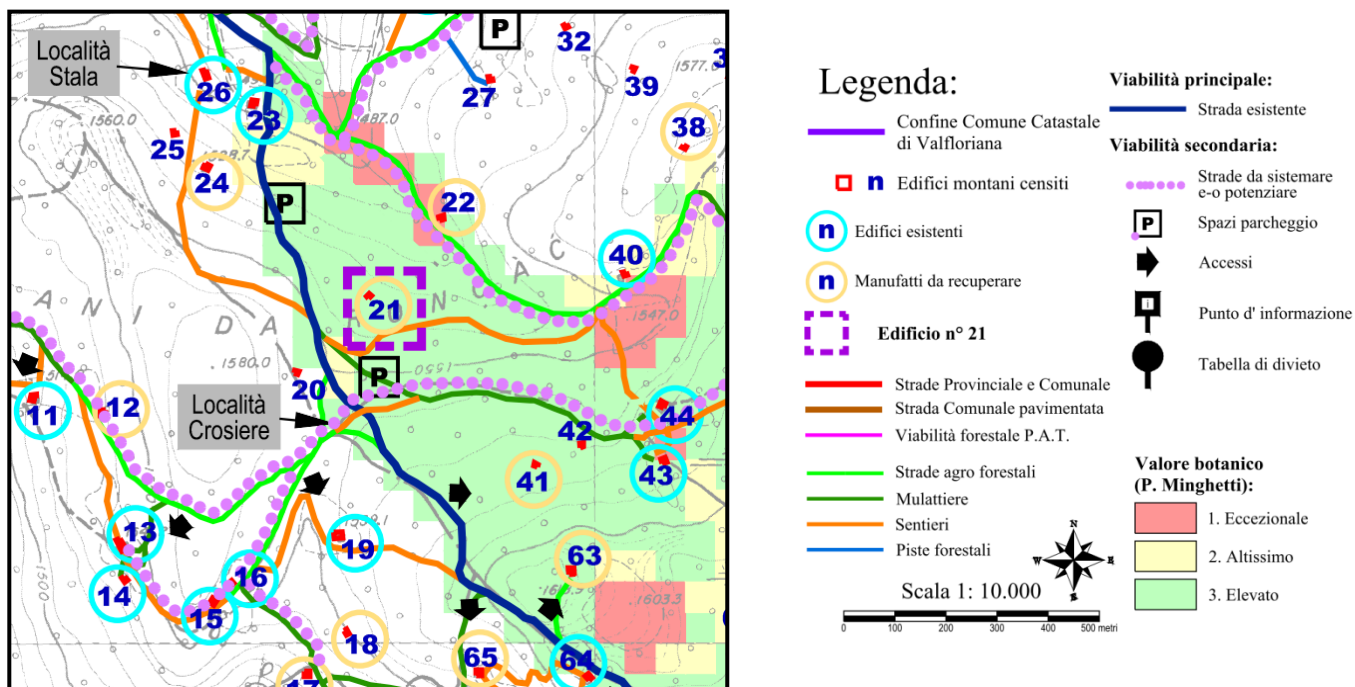 Località
Stala
26
23
25
24
1560.0
1487.0
P
P
32
27
39
1577.0
38
22
40
21
1547.0
1580.0
20
P
1550
Località
Crosiere
11
12
44
42
43
41
13
14
15
16
19
63
1603.3
18
65
64
17
1500
ANI DA RONCAC
Legenda:
Confine Comune Catastale
di Valfloriana
n Edifici montani censiti
n Edifici esistenti
n Manufatti da recuperare
Edificio n° 21
Strade Provinciale e Comunale
Strada Comunale pavimentata
Viabilità forestale P.A.T.
Strade agro forestali
Mulattiere
Sentieri
Piste forestali
Scala 1: 10.000
0 100 200 300 400 500 metri
N
W E
S
Viabilità principale:
Strada esistente
Viabilità secondaria:
Strade da sistemare
e-o potenziare
P Spazi parcheggio
Accessi
Punto d' informazione
Tabella di divieto
Valore botanico
(P. Minghetti):
1. Eccezionale
2. Altissimo
3. Elevato